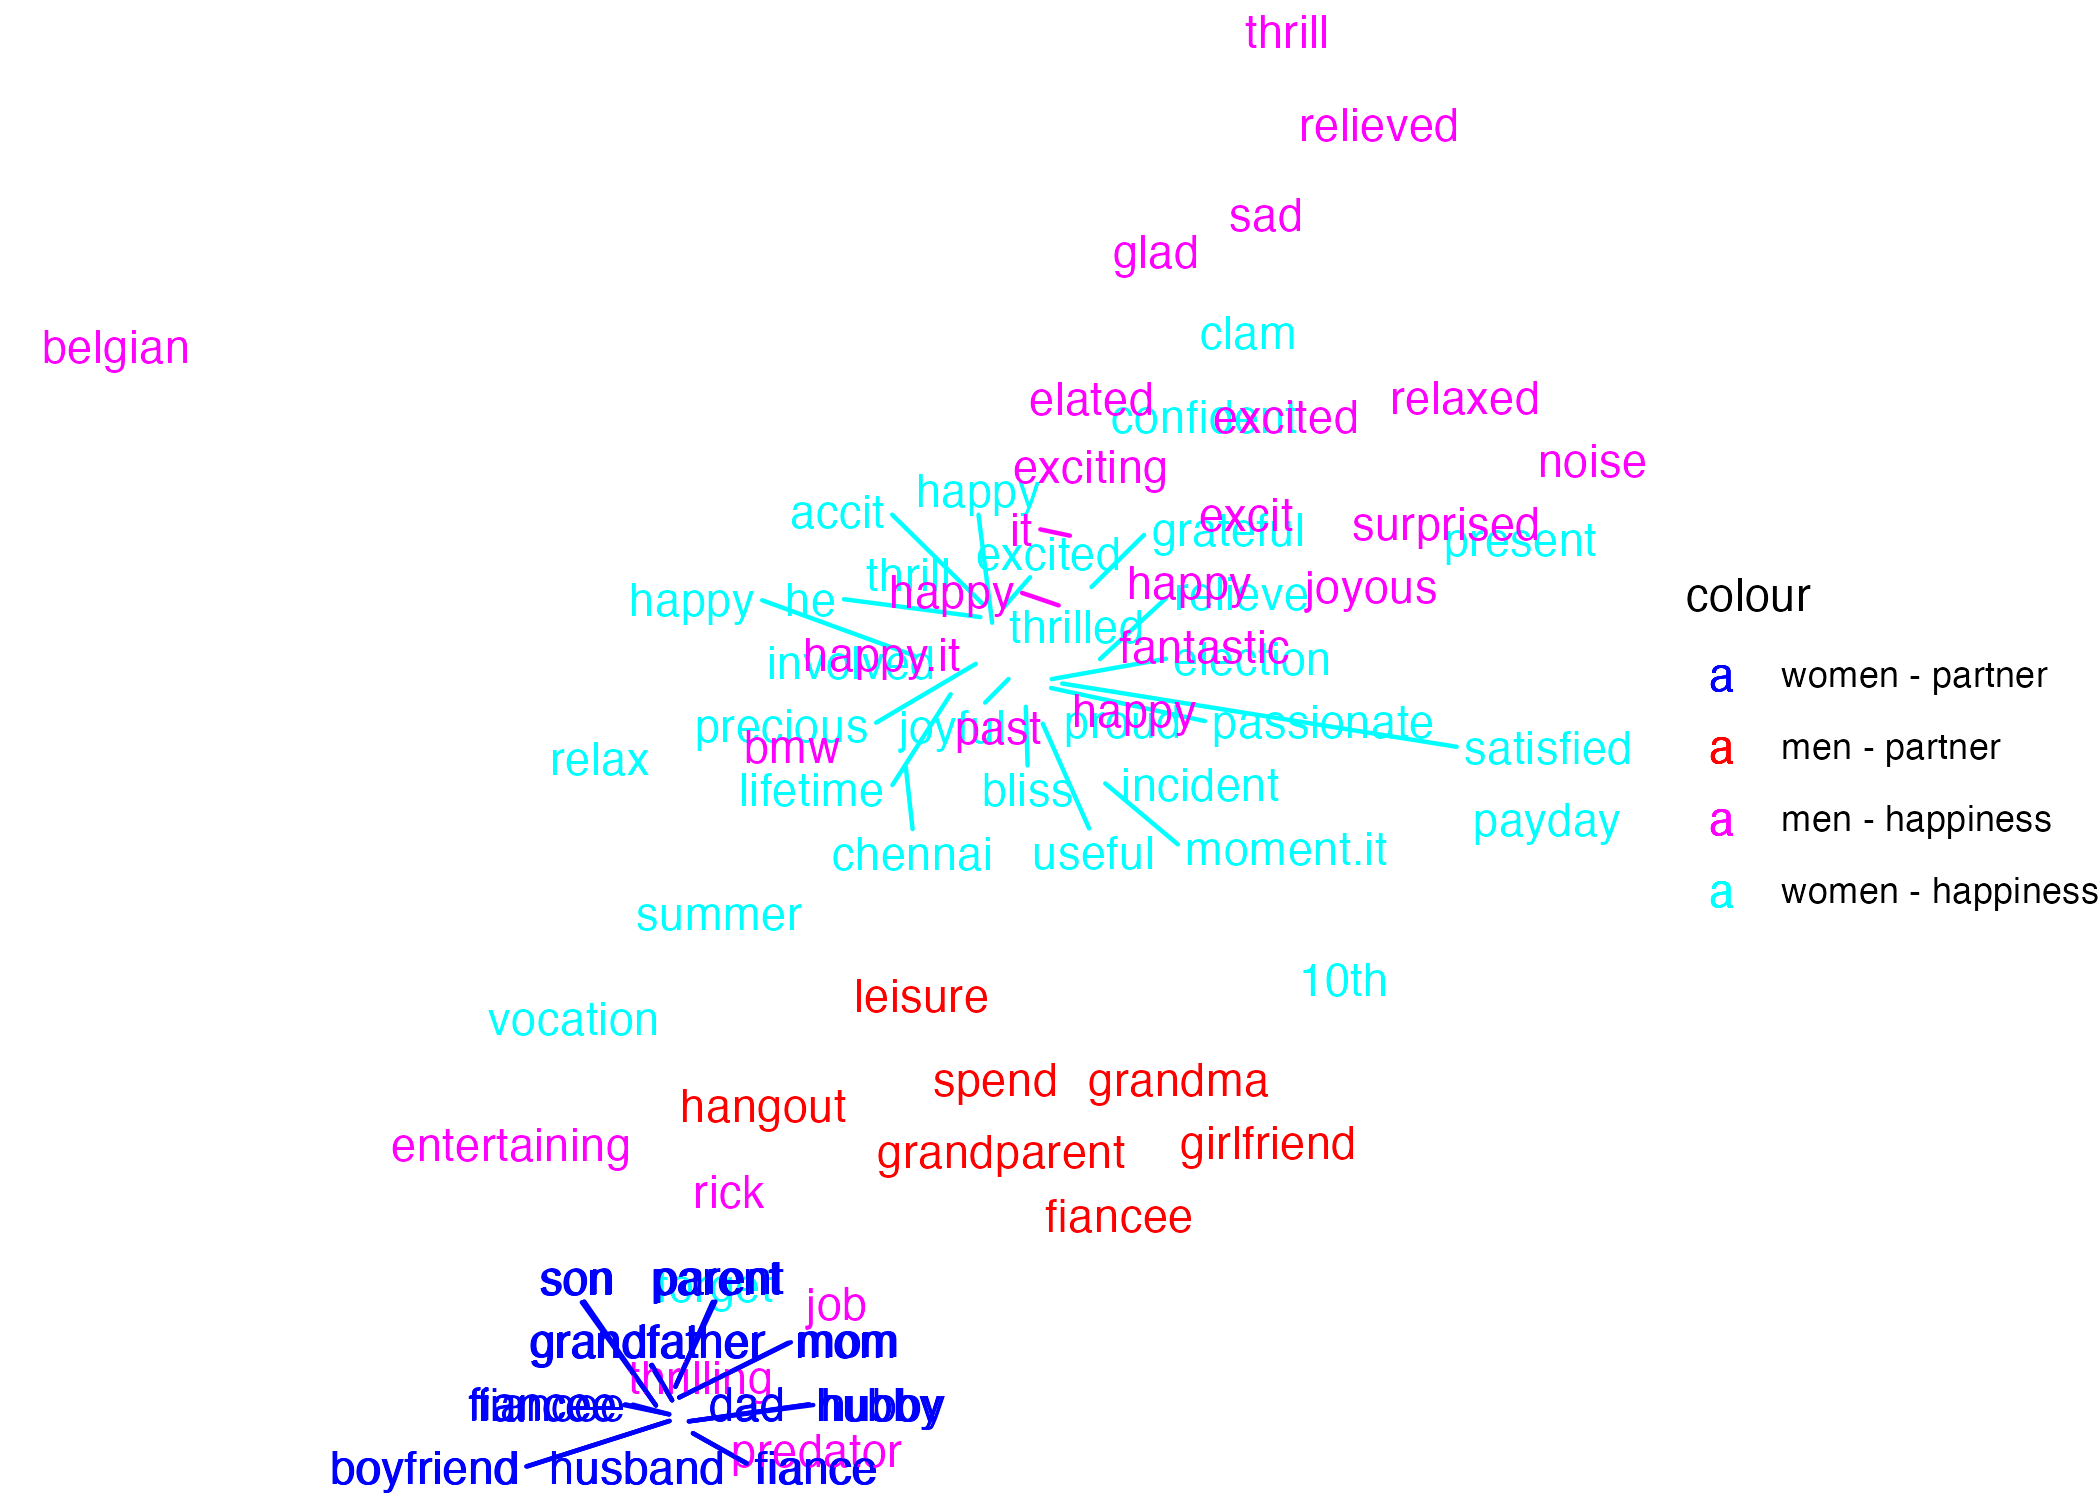 thrill
relieved
sad
glad
clam
belgian
elated
relaxed
confident
excited
exciting
noise
happy
accit
it
excit
grateful
surprised
present
excited
thrill
happy
happy
relieve
joyous
colour
happy
he
thrilled
happy.it
involved
fantastic
election
a women - partner
precious
joyful
past
proud
happy
passionate
bmw
relax
satisfied
a men - partner
lifetime
bliss
incident
payday
a men - happiness
chennai
useful
moment.it
a women - happiness
summer
10th
leisure
vocation
spend
grandma
hangout
entertaining
grandparent
girlfriend
rick
fiancee
son
parent
forget
job
grandfather
mom
thrilling
fiancee
dad
hubby
predator
boyfriend
husband
fiance